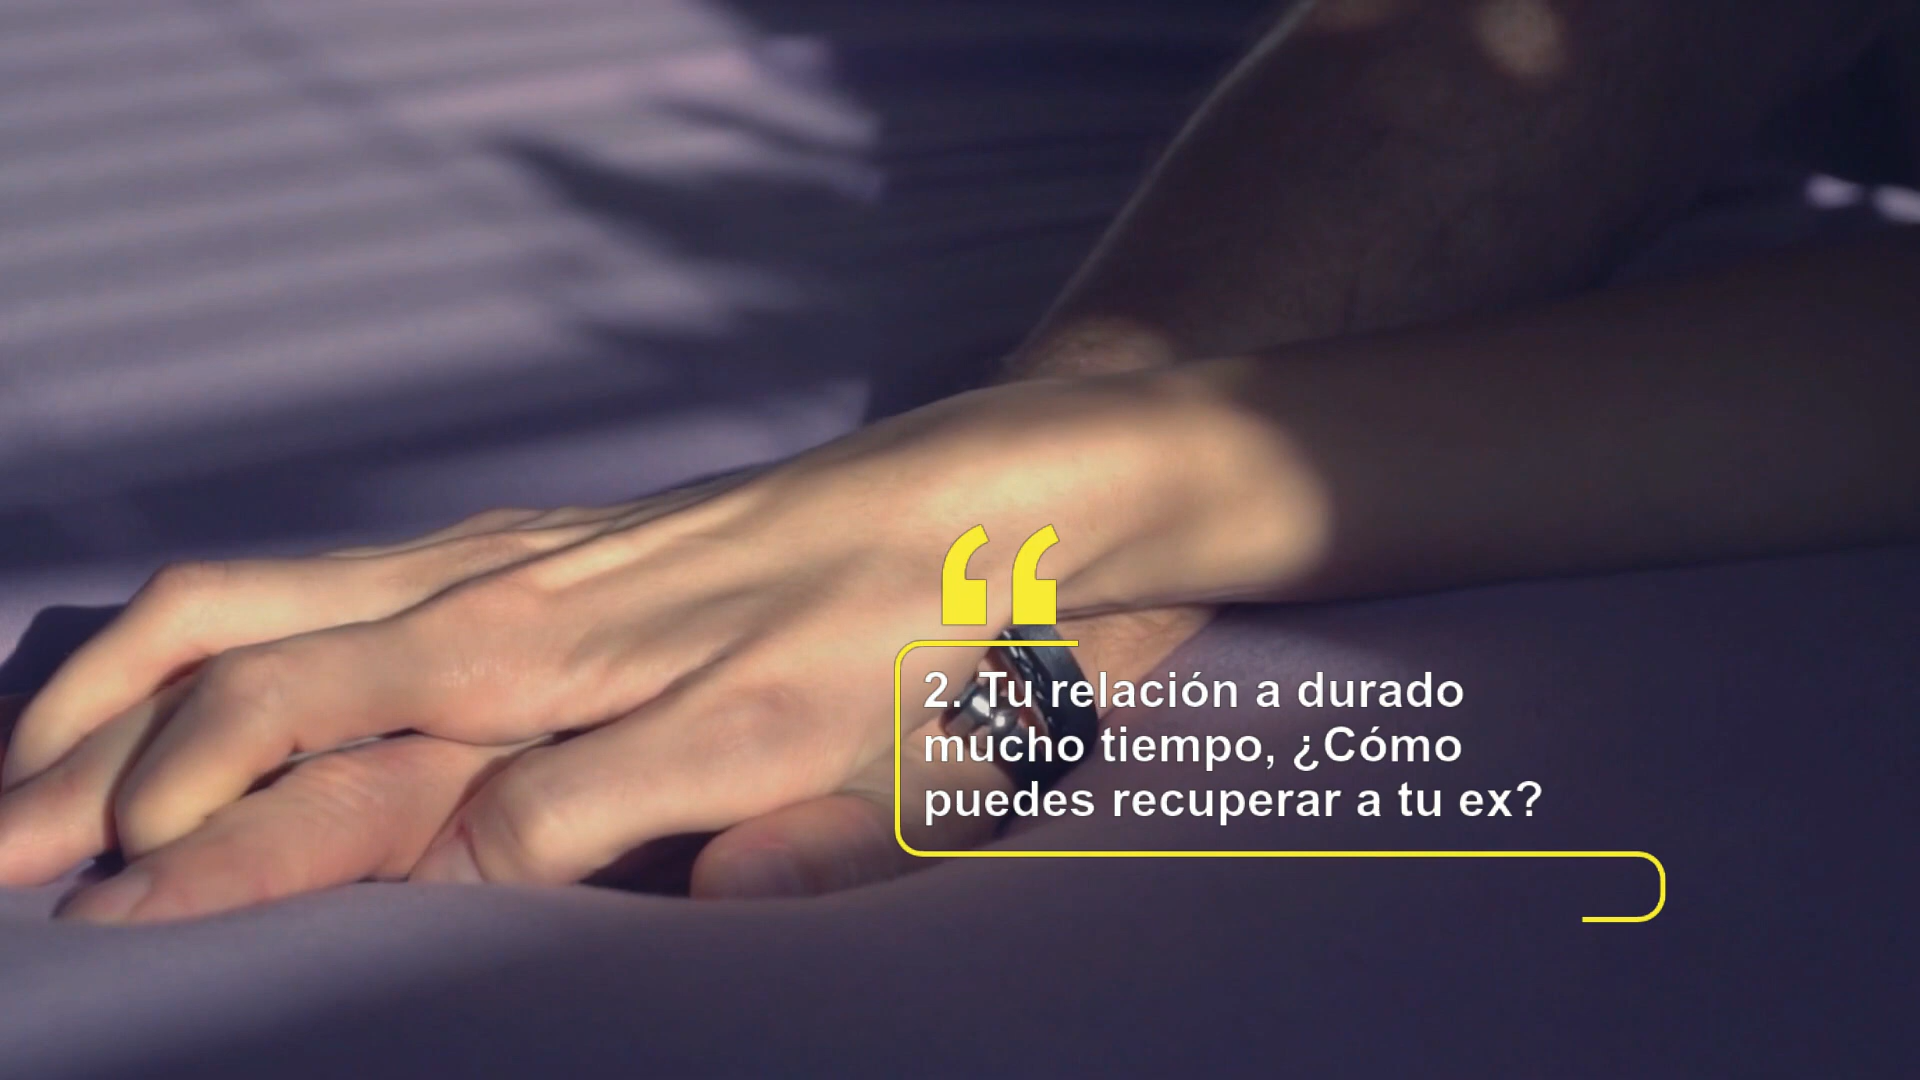 2. Tu relación a durado
mucho tiempo, ¿Cómo
puedes recuperar a tu ex?